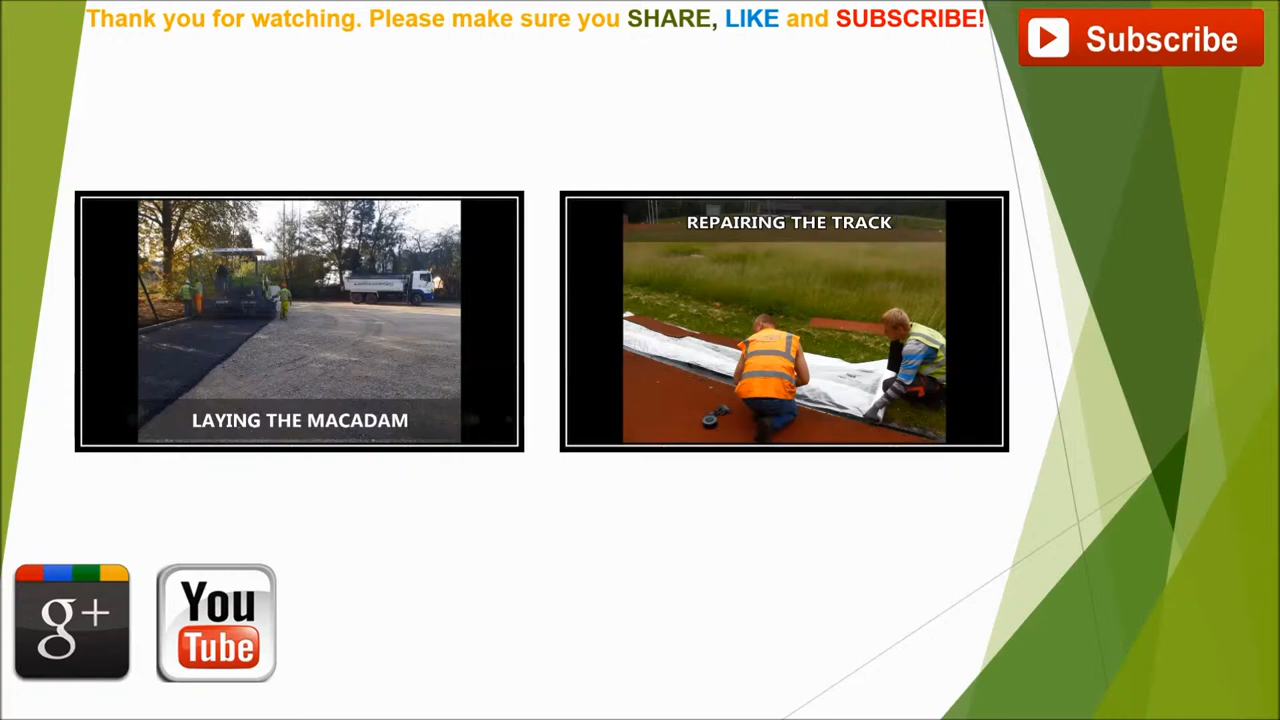 Thank you for watching. Please make sure you SHARE, LIKE and SUBSCRIBE!
Subscribe
REPAIRING THE TRACK
LAYING THE MACADAM
g+
You
Tube